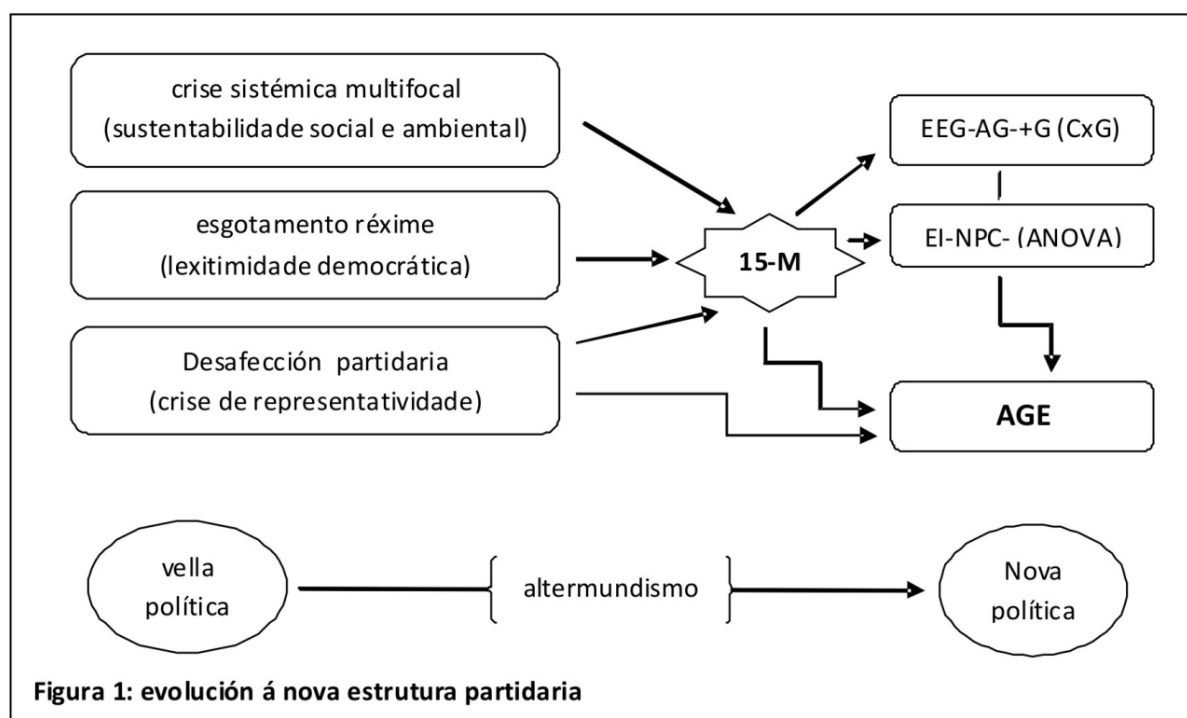 crise sistémica multifocal
(sustentabilidade social e ambiental)
esgotamento réxime
(lexitimidade democrática)
Desafección partidaria
(crise de representatividade)
15-M
EEG-AG-+G (CxG)
EI-NPC- (ANOVA)
AGE
vella
política
altermundismo
Nova
política
Figura 1: evolución á nova estrutura partidaria